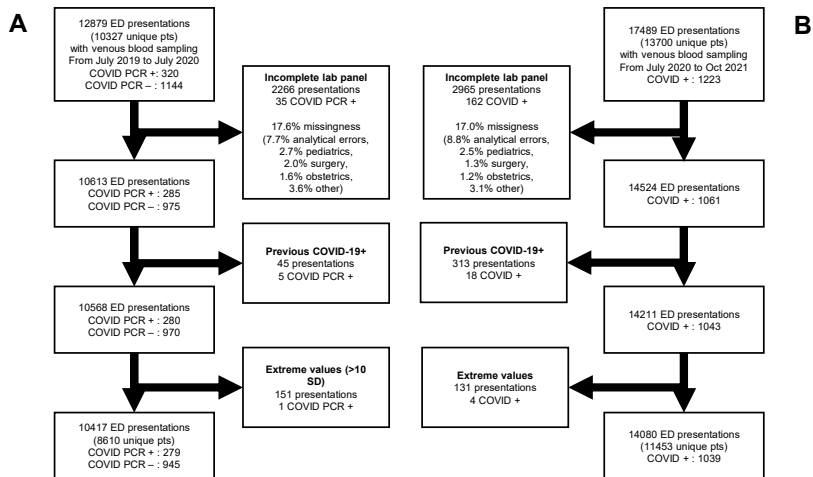 A
12879 ED presentations
(10327 unique pts)
with venous blood sampling
From July 2019 to July 2020
COVID PCR +: 320
COVID PCR – : 1144
Incomplete lab panel
2266 presentations
35 COVID PCR +
17.6% missingness
(7.7% analytical errors,
2.7% pediatrics,
2.0% surgery,
1.6% obstetrics,
3.6% other)
10613 ED presentations
COVID PCR + : 285
COVID PCR – : 975
Previous COVID-19+
45 presentations
5 COVID PCR +
10568 ED presentations
COVID PCR + : 280
COVID PCR – : 970
Extreme values (>10
SD)
151 presentations
1 COVID PCR +
10417 ED presentations
(8610 unique pts)
COVID PCR + : 279
COVID PCR – : 945
B
17489 ED presentations
(13700 unique pts)
with venous blood sampling
From July 2020 to Oct 2021
COVID + : 1223
Incomplete lab panel
2965 presentations
162 COVID +
17.0% missingness
(8.8% analytical errors,
2.5% pediatrics,
1.3% surgery,
1.2% obstetrics,
3.1% other)
14524 ED presentations
COVID + : 1061
Previous COVID-19+
313 presentations
18 COVID +
14211 ED presentations
COVID + : 1043
Extreme values
131 presentations
4 COVID +
14080 ED presentations
(11453 unique pts)
COVID + : 1039